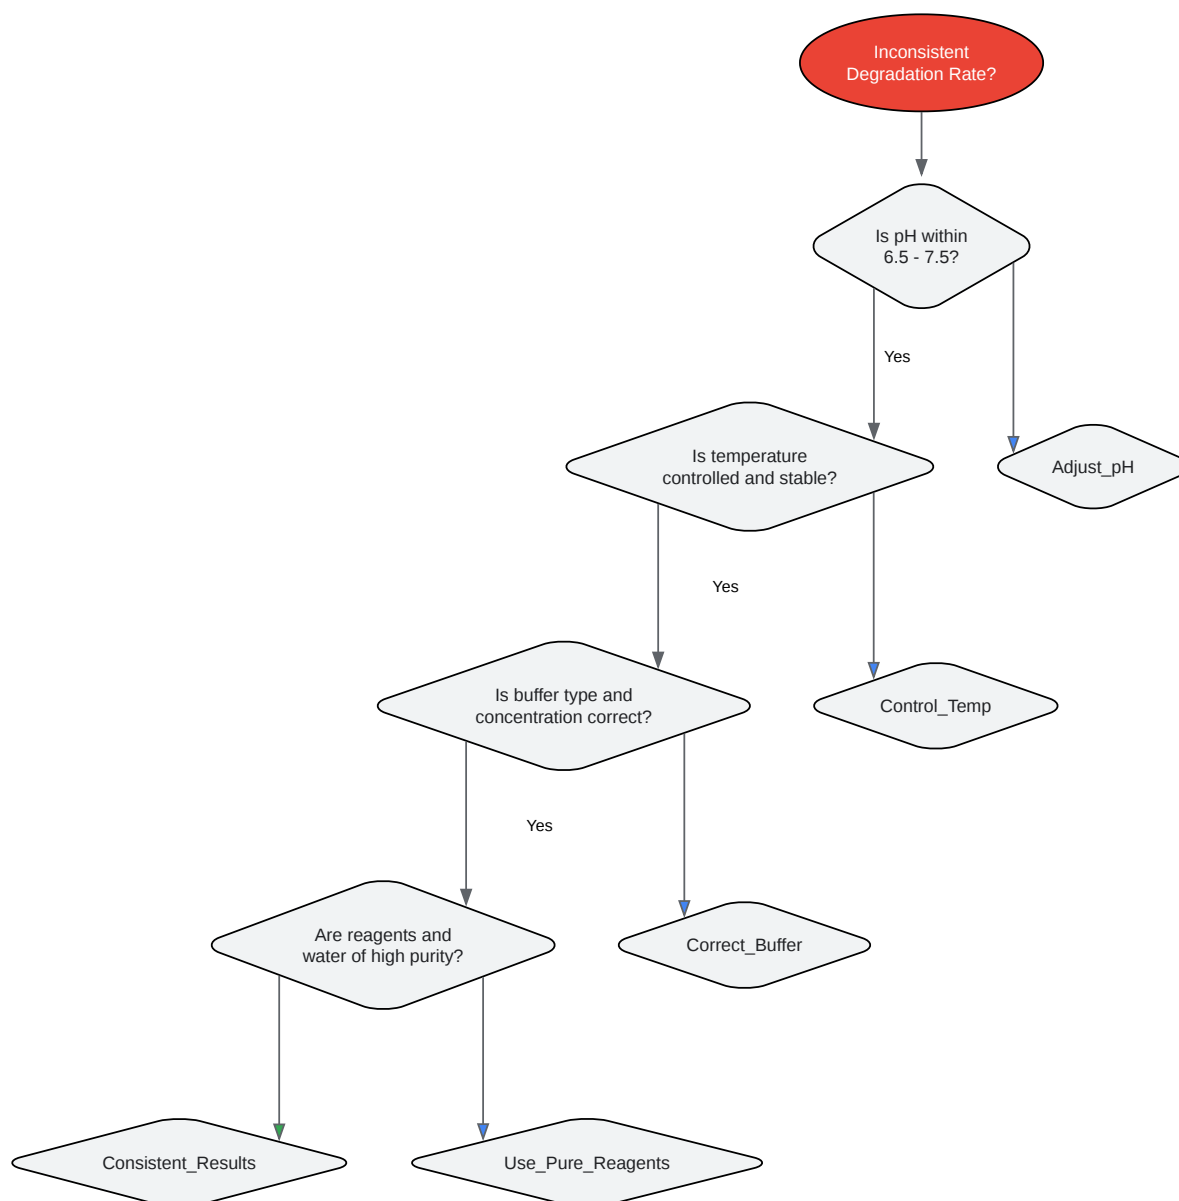 Inconsistent
Degradation Rate?
Is pH within
6.5 - 7.5?
Yes
Is temperature
controlled and stable?
Adjust_pH
Yes
Is buffer type and
concentration correct?
Control_Temp
Yes
Are reagents and
water of high purity?
Correct_Buffer
Consistent_Results
Use_Pure_Reagents